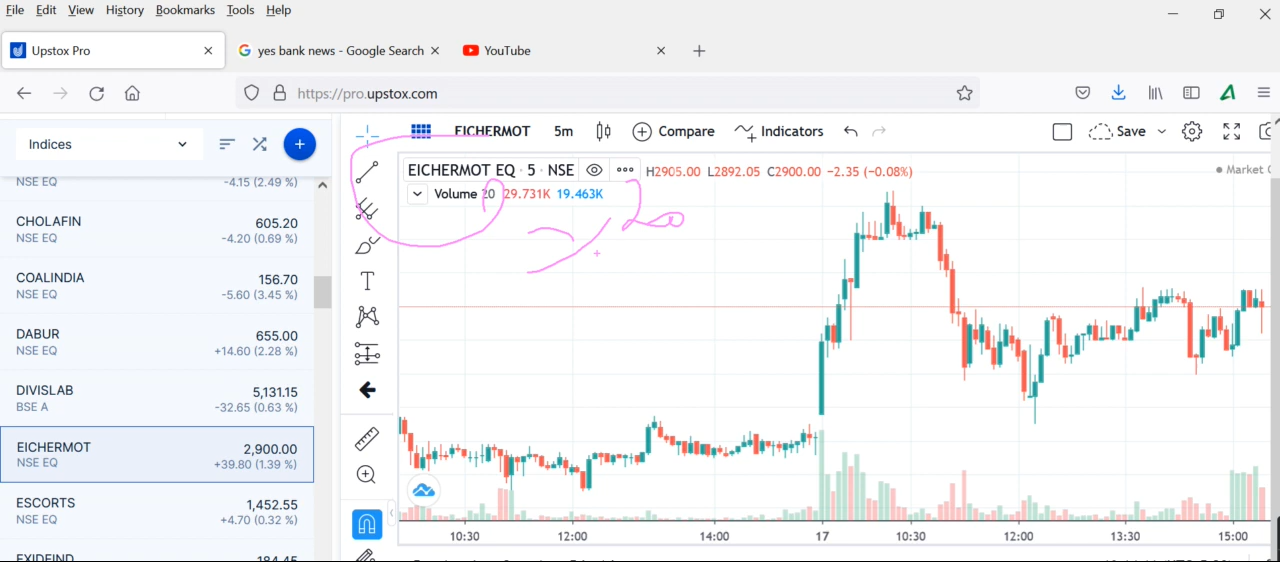 File Edit View History Bookmarks Tools Help
Upstox Pro yes bank news - Google Search YouTube
https://pro.upstox.com
Indices
EICHERMOT 5m Compare Indicators Save
NSE EQ -4.15 (2.49 %)
CHOLAFIN 605.20
NSE EQ -4.20 (0.69 %)
COALINDIA 156.70
NSE EQ -5.60 (3.45 %)
DABUR 655.00
NSE EQ +14.60 (2.28 %)
DIVISLAB 5,131.15
BSE A -32.65 (0.63 %)
EICHERMOT 2,900.00
NSE EQ +39.80 (1.39 %)
ESCORTS 1,452.55
NSE EQ +4.70 (0.32 %)
EICHERMOT EQ · 5 · NSE H2905.00 L2892.05 C2900.00 -2.35 (-0.08%) Market
Volume 20 29.731K 19.463K
10:30 12:00 14:00 17 10:30 12:00 13:30 15:00